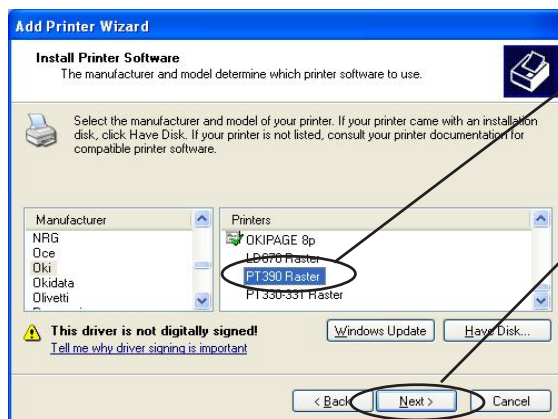 Add Printer Wizard
Install Printer Software
The manufacturer and model determine which printer software to use.
Select the manufacturer and model of your printer. If your printer came with an installation
disk, click Have Disk. If your printer is not listed, consult your printer documentation for
compatible printer software.
Manufacturer
NRG
Oce
Oki
Okidata
Olivetti
Printers
OKIPAGE 8p
LD670 Raster
PT390 Raster
PT330-331 Raster
This driver is not digitally signed!
Tell me why driver signing is important
Windows Update
Have Disk...
< Back
Next >
Cancel